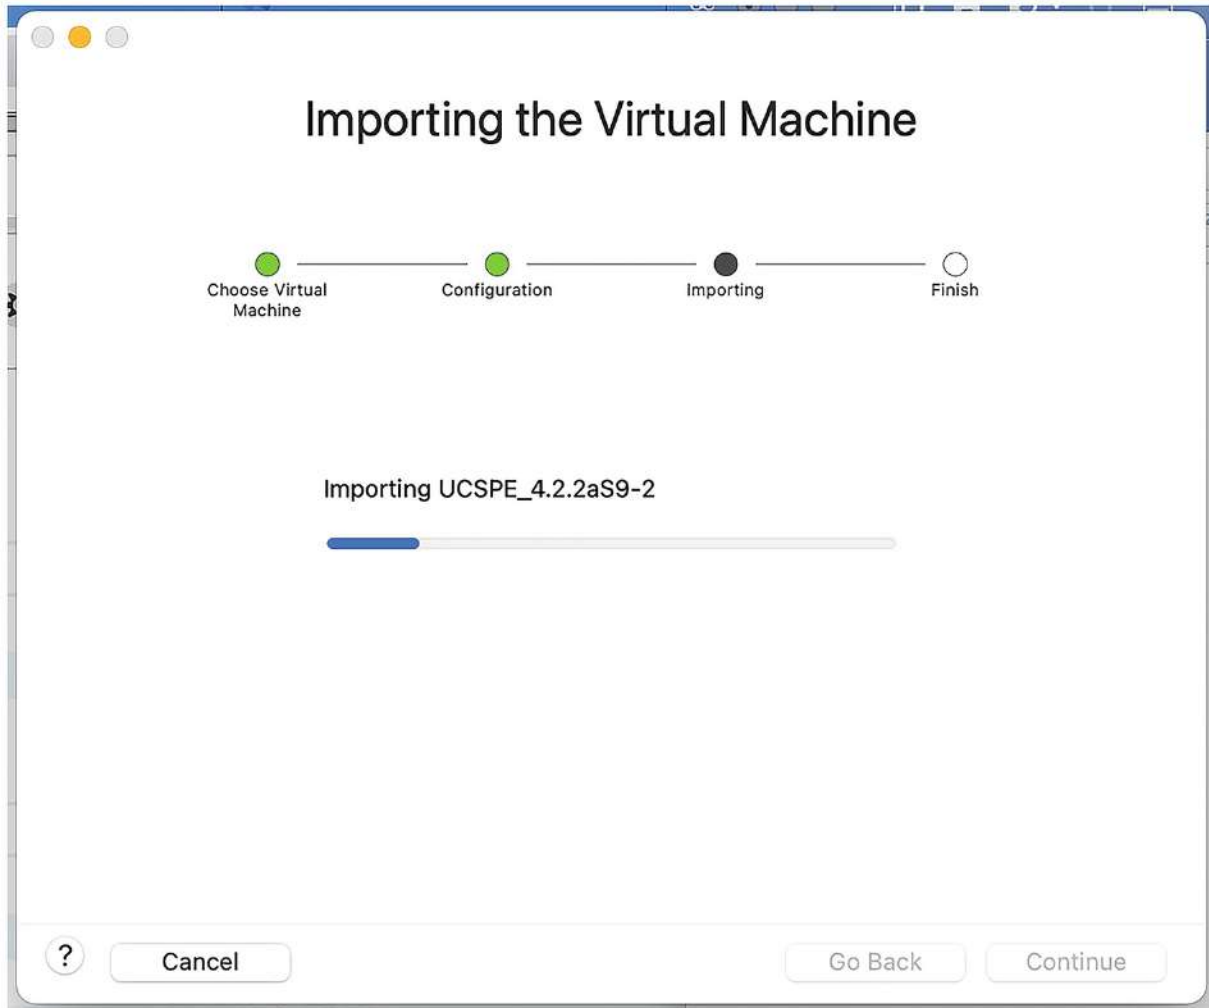 Importing the Virtual Machine
Choose Virtual
Machine
Configuration
Importing
Finish
Importing UCSPE_4.2.2aS9-2
?
Cancel
Go Back
Continue